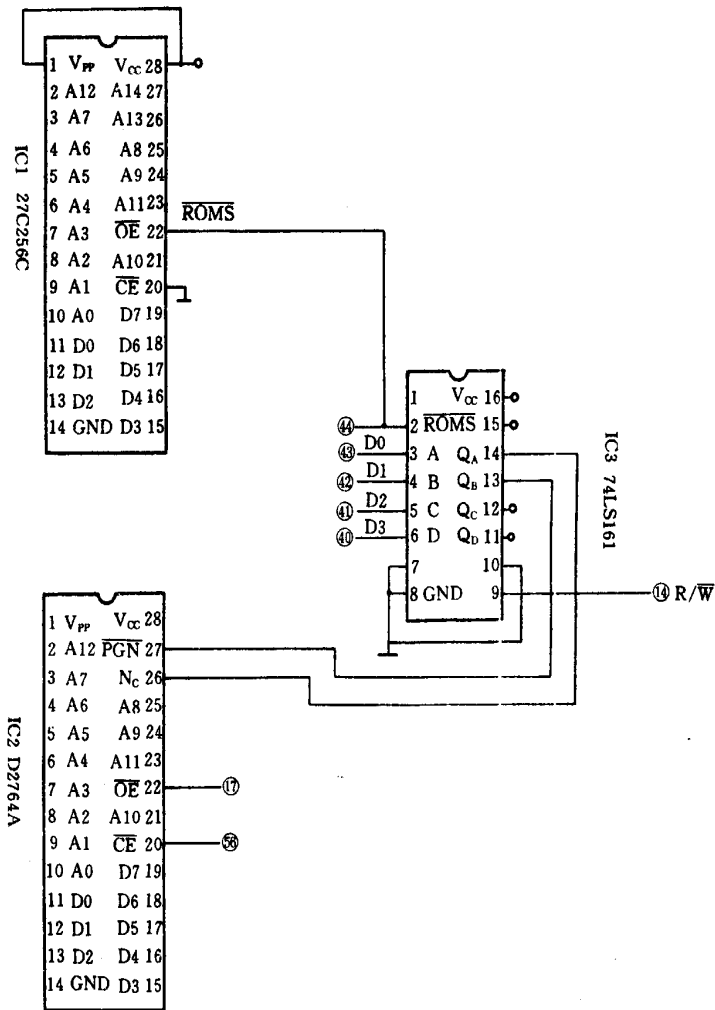 IC1 27C256C
1 VPP VCC 28
2 A12 A14 27
3 A7 A13 26
4 A6 A8 25
5 A5 A9 24
6 A4 A11 23
7 A3 O̅E̅ 22
8 A2 A10 21
9 A1 C̅E̅ 20
10 A0 D7 19
11 D0 D6 18
12 D1 D5 17
13 D2 D4 16
14 GND D3 15
R̅O̅M̅S̅
IC3 74LS161
1 VCC 16
㊹ 2 R̅O̅M̅S̅ 15
㊸ D0 3 A QA 14
㊷ D1 4 B QB 13
㊶ D2 5 C QC 12
㊵ D3 6 D QD 11
7 10
8 GND 9 ⑭ R/W̅
IC2 D2764A
1 VPP VCC 28
2 A12 P̅G̅N̅ 27
3 A7 NC 26
4 A6 A8 25
5 A5 A9 24
6 A4 A11 23
7 A3 O̅E̅ 22 ⑰
8 A2 A10 21
9 A1 C̅E̅ 20 56
10 A0 D7 19
11 D0 D6 18
12 D1 D5 17
13 D2 D4 16
14 GND D3 15